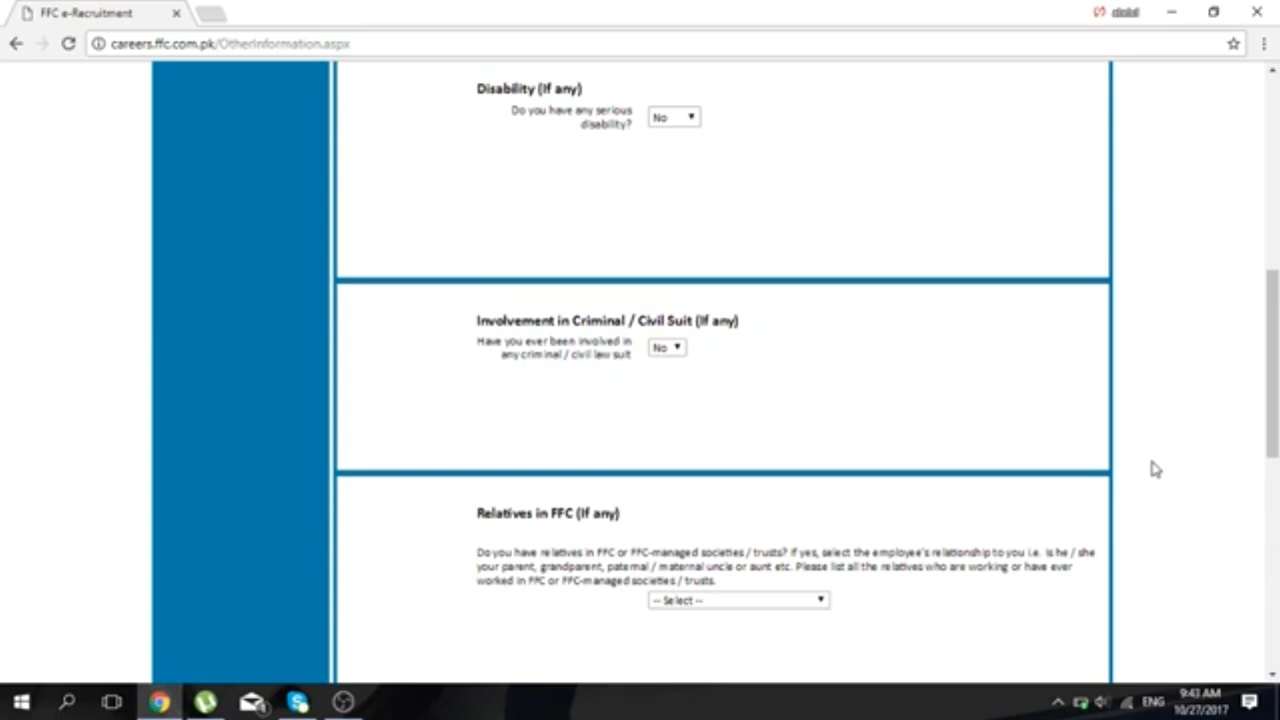 FFC e-Recruitment
careers.ffc.com.pk/OtherInformation.aspx
Disability (If any)
Do you have any serious
disability?
No
Involvement in Criminal / Civil Suit (If any)
Have you ever been involved in
any criminal / civil law suit
No
Relatives in FFC (If any)
Do you have relatives in FFC or FFC-managed societies / trusts? If yes, select the employee's relationship to you i.e. Is he / she
your parent, grandparent, paternal / maternal uncle or aunt etc. Please list all the relatives who are working or have ever
worked in FFC or FFC-managed societies / trusts.
-- Select --
ENG
9:43 AM
10/27/2017